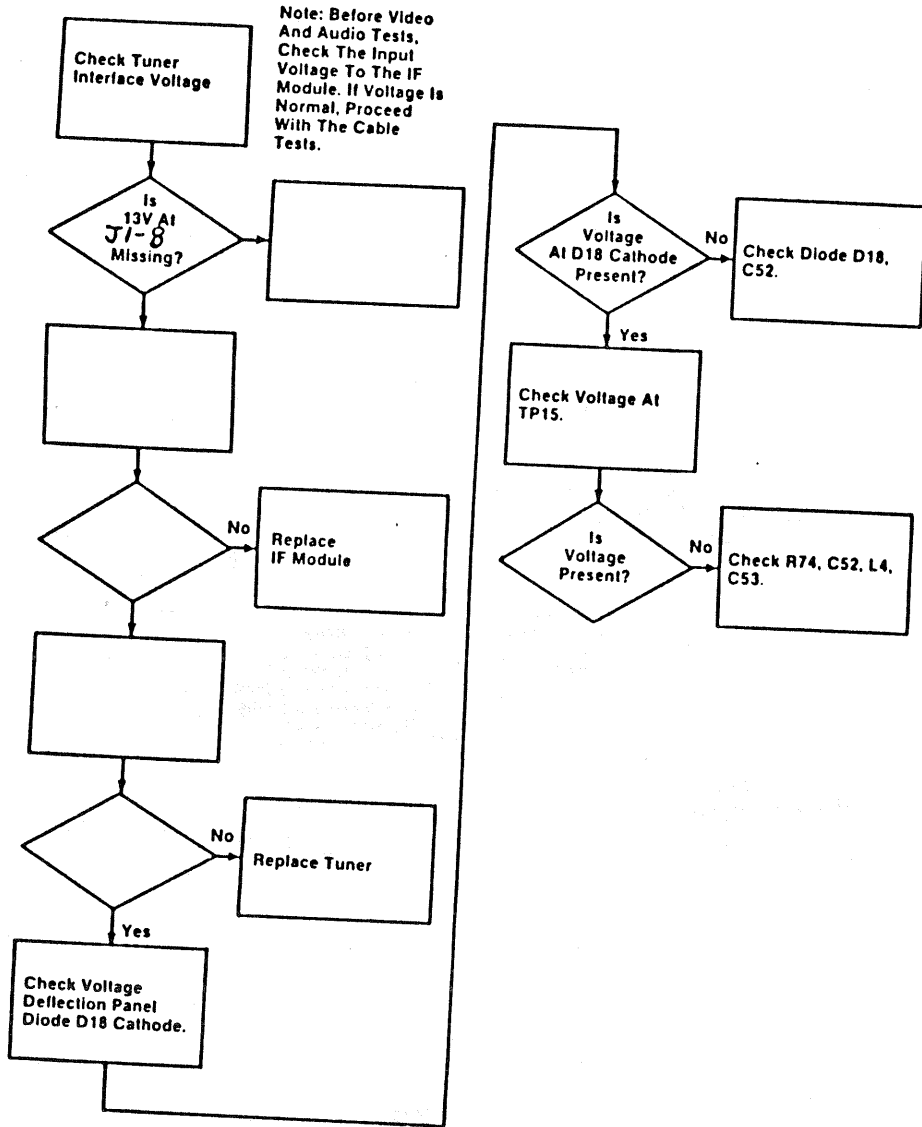 Note: Before Video
And Audio Tests,
Check The Input
Voltage To The IF
Module. If Voltage Is
Normal, Proceed
With The Cable
Tests.
Check Tuner
Interface Voltage
Is
13V At
J1-8
Missing?
No
Replace
IF Module
No
Replace Tuner
Yes
Check Voltage
Deflection Panel
Diode D18 Cathode.
Is
Voltage
At D18 Cathode
Present?
No
Check Diode D18,
C52.
Yes
Check Voltage At
TP15.
Is
Voltage
Present?
No
Check R74, C52, L4,
C53.